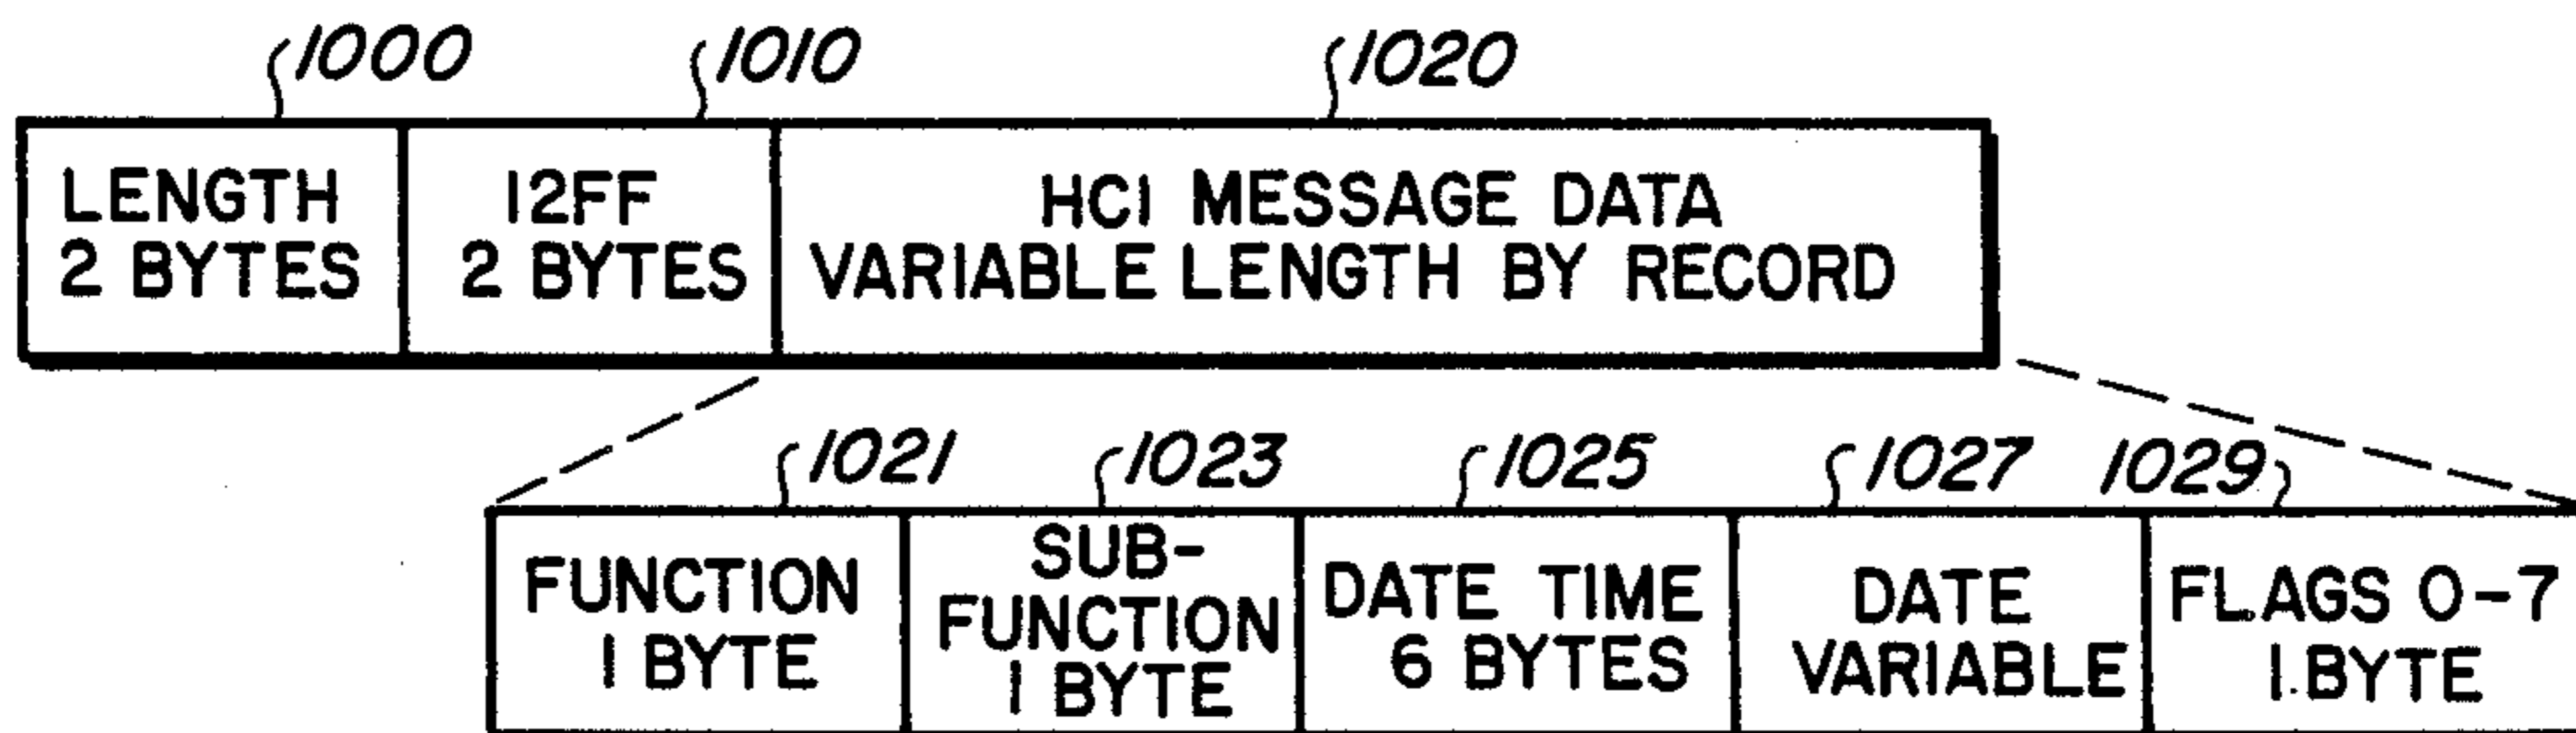 1000 1010 1020
LENGTH 2 BYTES
12FF 2 BYTES
HCI MESSAGE DATA
VARIABLE LENGTH BY RECORD
1021 1023 1025 1027 1029
FUNCTION
1 BYTE
SUB-
FUNCTION
1 BYTE
DATE TIME
6 BYTES
DATE
VARIABLE
FLAGS 0-7
1 BYTE